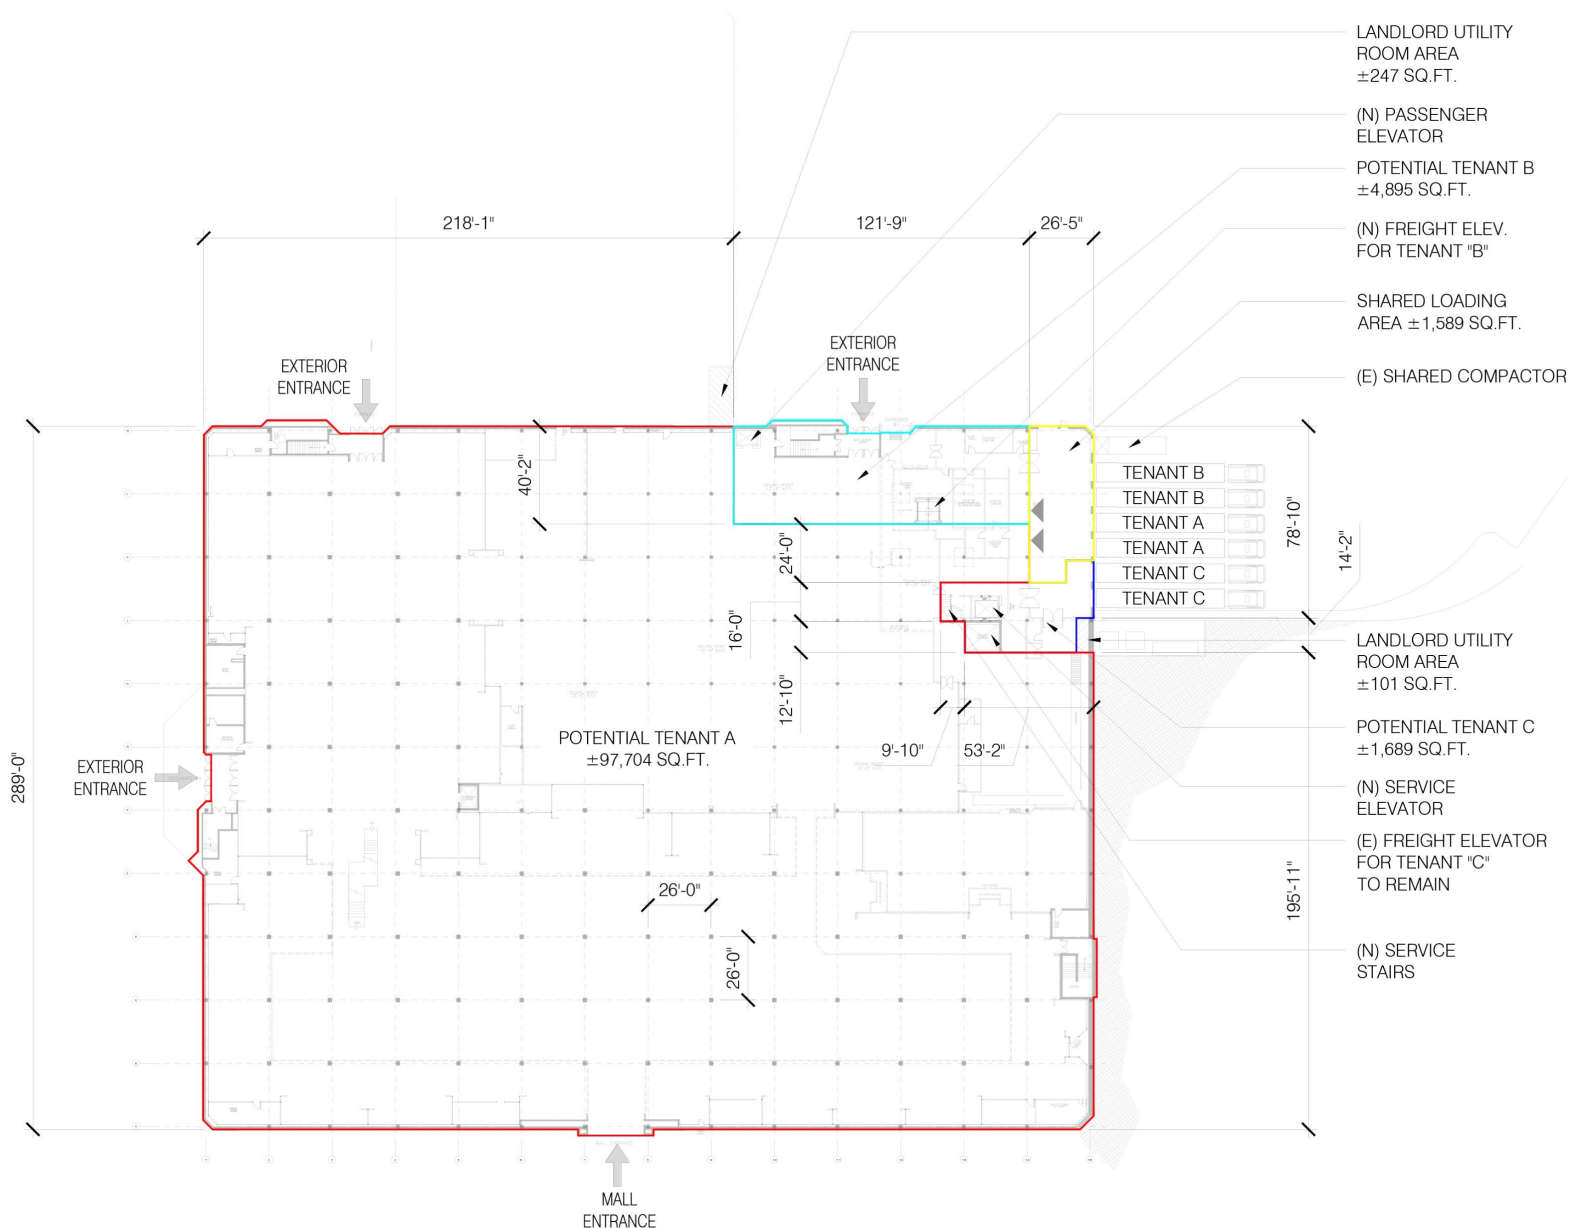 LANDLORD UTILITY
ROOM AREA
±247 SQ.FT.
(N) PASSENGER
ELEVATOR
POTENTIAL TENANT B
±4,895 SQ.FT.
(N) FREIGHT ELEV.
FOR TENANT "B"
SHARED LOADING
AREA ±1,589 SQ.FT.
(E) SHARED COMPACTOR
218'-1"
121'-9"
26'-5"
EXTERIOR
ENTRANCE
EXTERIOR
ENTRANCE
40'-2"
TENANT B
TENANT B
TENANT A
TENANT A
TENANT C
TENANT C
78'-10"
14'-2"
24'-0"
16'-0"
12'-10"
LANDLORD UTILITY
ROOM AREA
±101 SQ.FT.
POTENTIAL TENANT C
±1,689 SQ.FT.
(N) SERVICE
ELEVATOR
(E) FREIGHT ELEVATOR
FOR TENANT "C"
TO REMAIN
(N) SERVICE
STAIRS
POTENTIAL TENANT A
±97,704 SQ.FT.
9'-10"
53'-2"
289'-0"
EXTERIOR
ENTRANCE
26'-0"
26'-0"
195'-11"
MALL
ENTRANCE